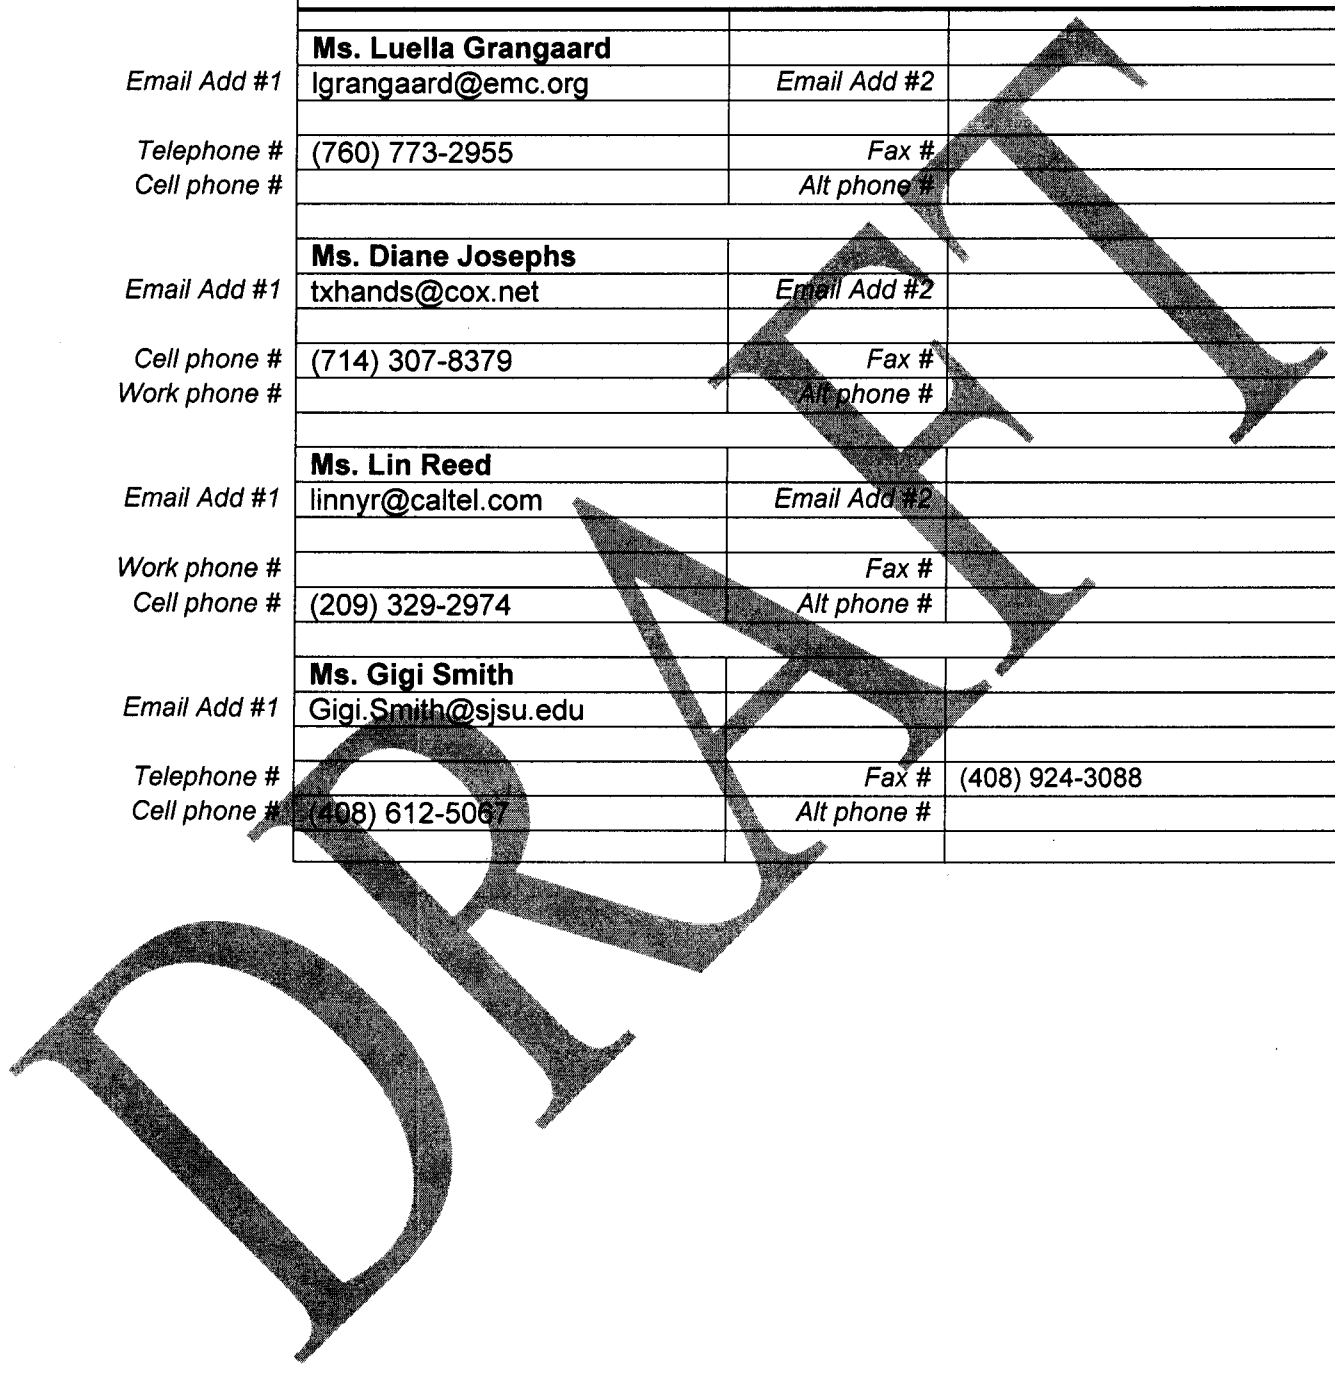 Ms. Luella Grangaard
Email Add #1 lgrangaard@emc.org Email Add #2
Telephone # (760) 773-2955 Fax #
Cell phone # Alt phone #
Ms. Diane Josephs
Email Add #1 txhands@cox.net Email Add #2
Cell phone # (714) 307-8379 Fax #
Work phone # Alt phone #
Ms. Lin Reed
Email Add #1 linnyr@caltel.com Email Add #2
Work phone # Fax #
Cell phone # (209) 329-2974 Alt phone #
Ms. Gigi Smith
Email Add #1 Gigi.Smith@sjsu.edu
Telephone # Fax # (408) 924-3088
Cell phone # (408) 612-5067 Alt phone #
DRAFT